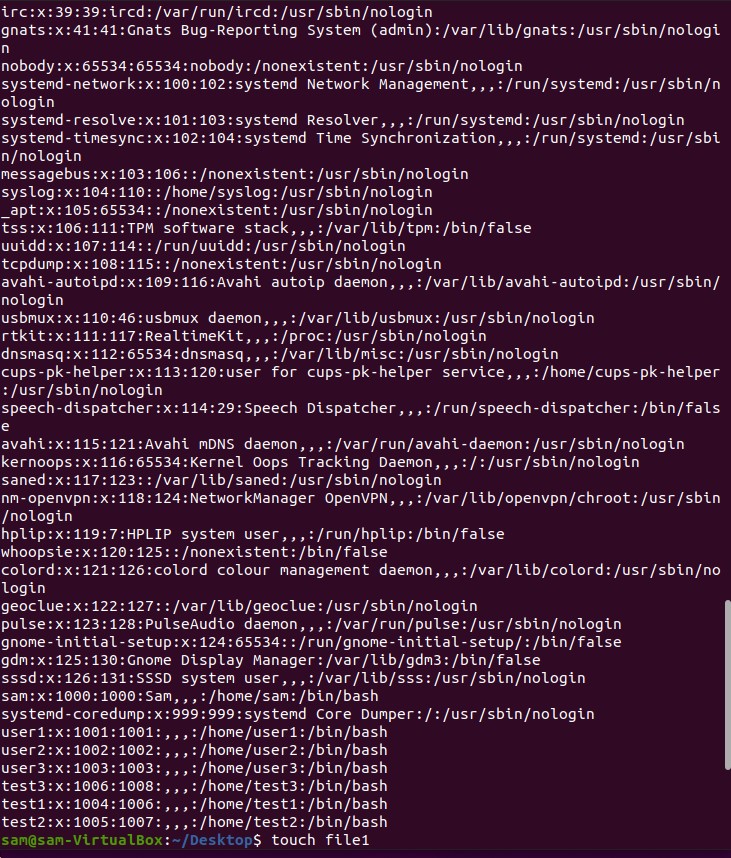 irc:x:39:39:ircd:/var/run/ircd:/usr/sbin/nologin
gnats:x:41:41:Gnats Bug-Reporting System (admin):/var/lib/gnats:/usr/sbin/nologi
n
nobody:x:65534:65534:nobody:/nonexistent:/usr/sbin/nologin
systemd-network:x:100:102:systemd Network Management,,,:/run/systemd:/usr/sbin/n
ologin
systemd-resolve:x:101:103:systemd Resolver,,,:/run/systemd:/usr/sbin/nologin
systemd-timesync:x:102:104:systemd Time Synchronization,,,:/run/systemd:/usr/sbi
n/nologin
messagebus:x:103:106::/nonexistent:/usr/sbin/nologin
syslog:x:104:110::/home/syslog:/usr/sbin/nologin
_apt:x:105:65534::/nonexistent:/usr/sbin/nologin
tss:x:106:111:TPM software stack,,,:/var/lib/tpm:/bin/false
uuidd:x:107:114::/run/uuidd:/usr/sbin/nologin
tcpdump:x:108:115::/nonexistent:/usr/sbin/nologin
avahi-autoipd:x:109:116:Avahi autoip daemon,,,:/var/lib/avahi-autoipd:/usr/sbin/
nologin
usbmux:x:110:46:usbmux daemon,,,:/var/lib/usbmux:/usr/sbin/nologin
rtkit:x:111:117:RealtimeKit,,,:/proc:/usr/sbin/nologin
dnsmasq:x:112:65534:dnsmasq,,,:/var/lib/misc:/usr/sbin/nologin
cups-pk-helper:x:113:120:user for cups-pk-helper service,,,:/home/cups-pk-helper
:/usr/sbin/nologin
speech-dispatcher:x:114:29:Speech Dispatcher,,,:/run/speech-dispatcher:/bin/fals
e
avahi:x:115:121:Avahi mDNS daemon,,,:/var/run/avahi-daemon:/usr/sbin/nologin
kernoops:x:116:65534:Kernel Oops Tracking Daemon,,,:/:/usr/sbin/nologin
saned:x:117:123::/var/lib/saned:/usr/sbin/nologin
nm-openvpn:x:118:124:NetworkManager OpenVPN,,,:/var/lib/openvpn/chroot:/usr/sbin
/nologin
hplip:x:119:7:HPLIP system user,,,:/run/hplip:/bin/false
whoopsie:x:120:125::/nonexistent:/bin/false
colord:x:121:126:colord colour management daemon,,,:/var/lib/colord:/usr/sbin/no
login
geoclue:x:122:127::/var/lib/geoclue:/usr/sbin/nologin
pulse:x:123:128:PulseAudio daemon,,,:/var/run/pulse:/usr/sbin/nologin
gnome-initial-setup:x:124:65534::/run/gnome-initial-setup/:/bin/false
gdm:x:125:130:Gnome Display Manager:/var/lib/gdm3:/bin/false
sssd:x:126:131:SSSD system user,,,:/var/lib/sss:/usr/sbin/nologin
sam:x:1000:1000:Sam,,,:/home/sam:/bin/bash
systemd-coredump:x:999:999:systemd Core Dumper:/:/usr/sbin/nologin
user1:x:1001:1001:,,,:/home/user1:/bin/bash
user2:x:1002:1002:,,,:/home/user2:/bin/bash
user3:x:1003:1003:,,,:/home/user3:/bin/bash
test3:x:1006:1008:,,,:/home/test3:/bin/bash
test1:x:1004:1006:,,,:/home/test1:/bin/bash
test2:x:1005:1007:,,,:/home/test2:/bin/bash
sam@sam-VirtualBox:~/Desktop$ touch file1